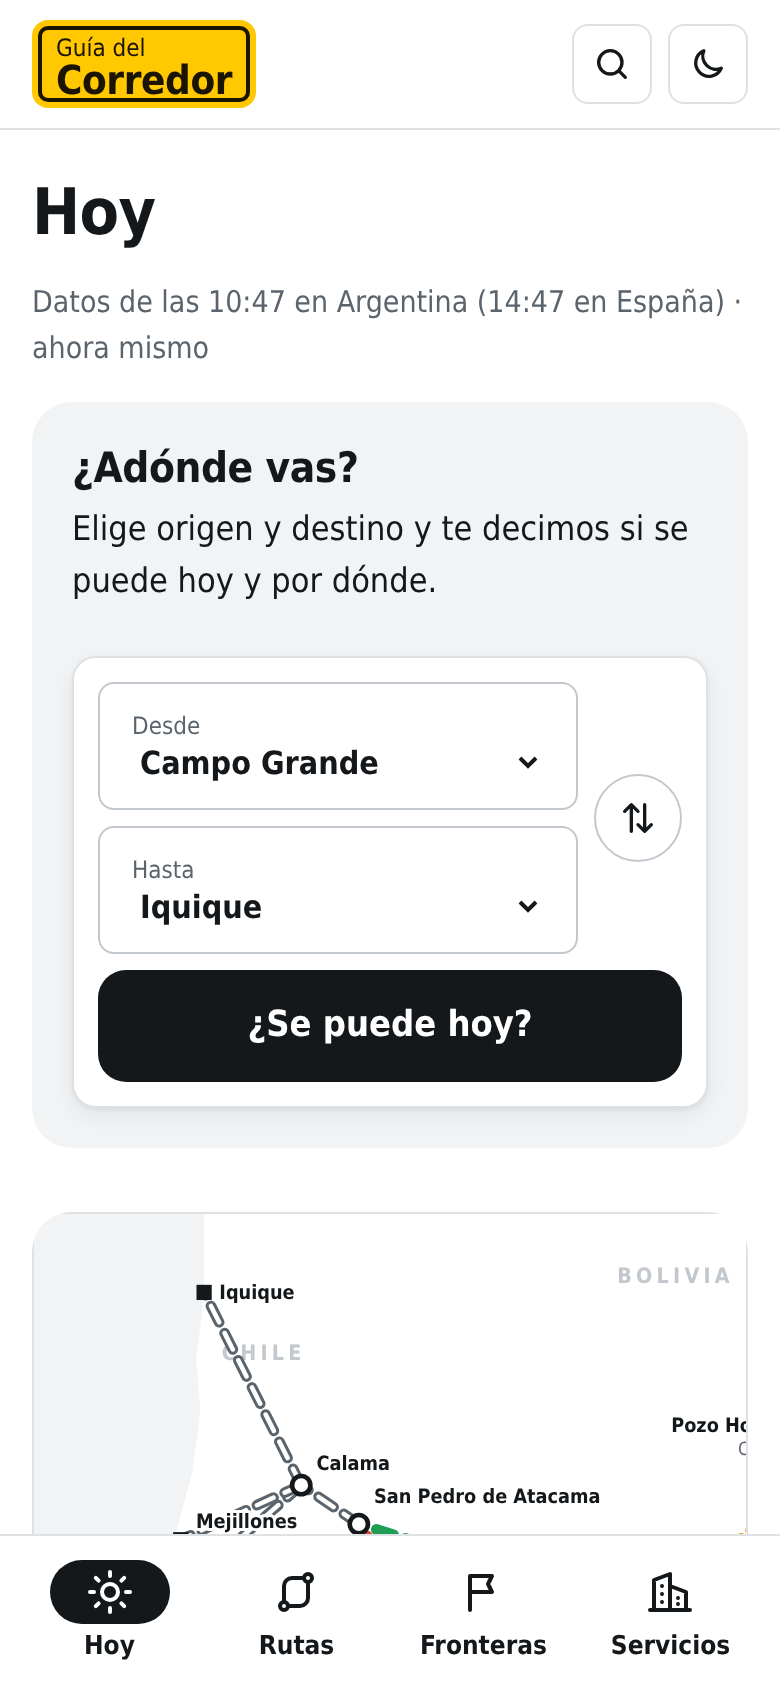 Guía del
Corredor
Hoy
Datos de las 10:47 en Argentina (14:47 en España) ·
ahora mismo
¿Adónde vas?
Elige origen y destino y te decimos si se
puede hoy y por dónde.
Desde
Campo Grande
Hasta
Iquique
¿Se puede hoy?
BOLIVIA
Iquique
CHILE
Pozo
Calama
San Pedro de Atacama
Mejillones
Hoy
Rutas
Fronteras
Servicios